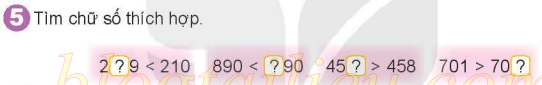 5 Tìm chữ số thích hợp.
2 ? 9 < 210 890 < ? 90 45 ? > 458 701 > 70 ?